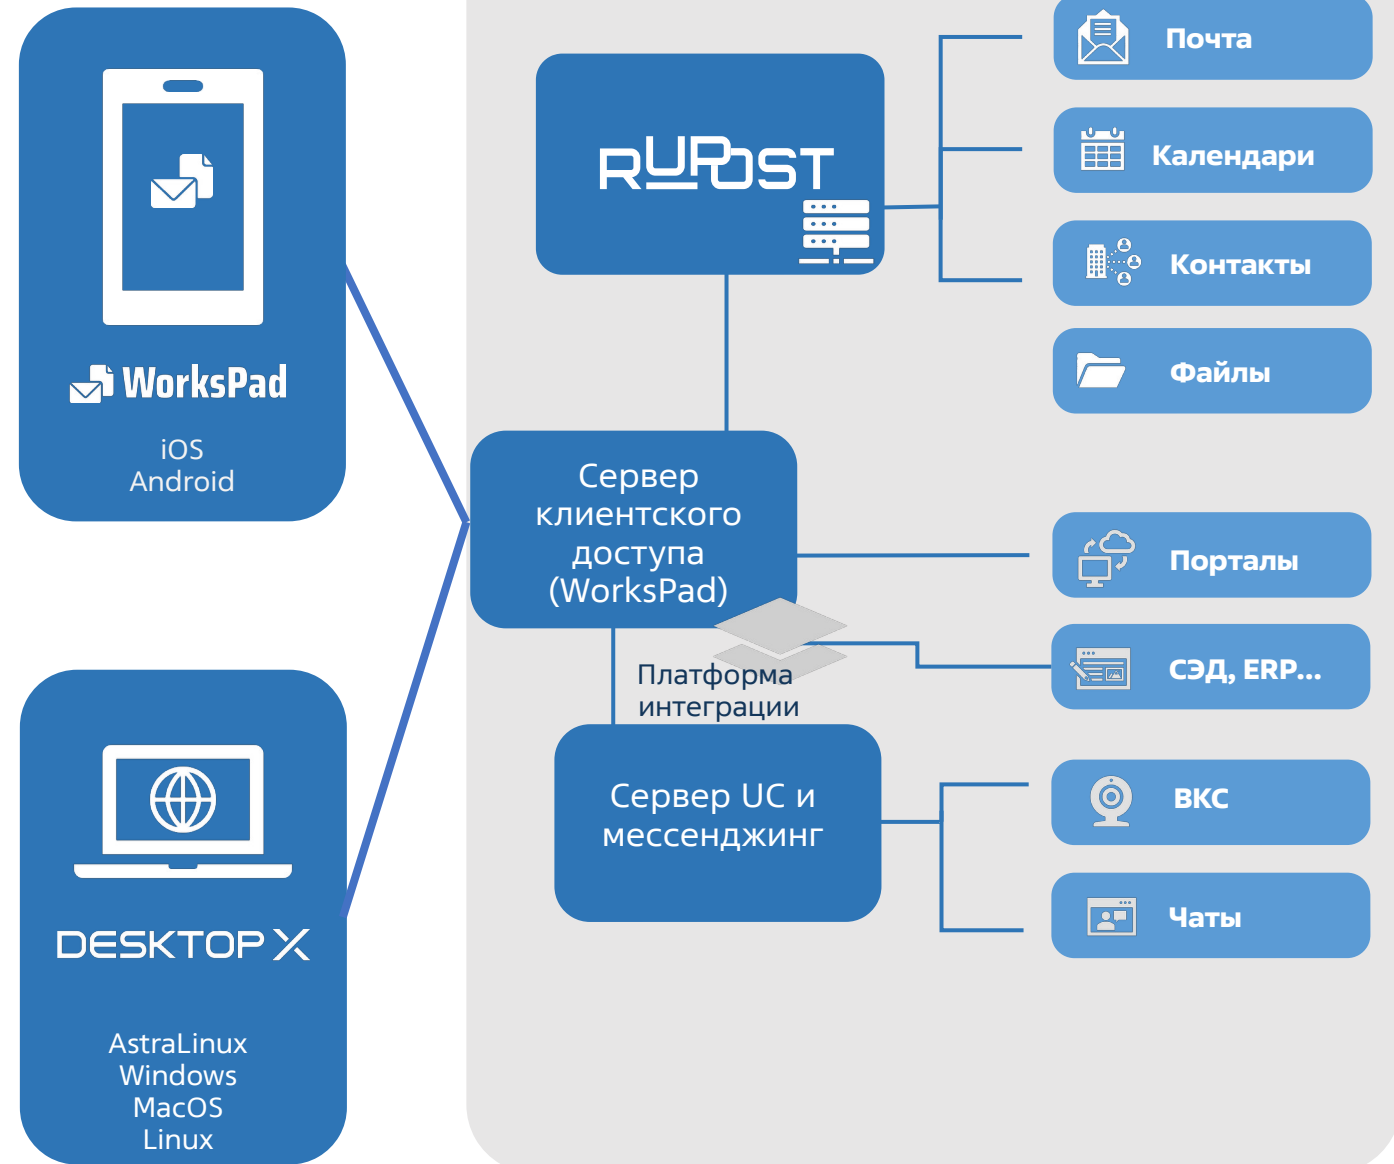 WorksPad
iOS
Android
DESKTOP X
AstraLinux
Windows
MacOS
Linux
RUPOST
Сервер
клиентского
доступа
(WorksPad)
Платформа
интеграции
Сервер UC и
мессенджинг
Почта
Календари
Контакты
Файлы
Порталы
СЭД, ERP...
ВКС
Чаты